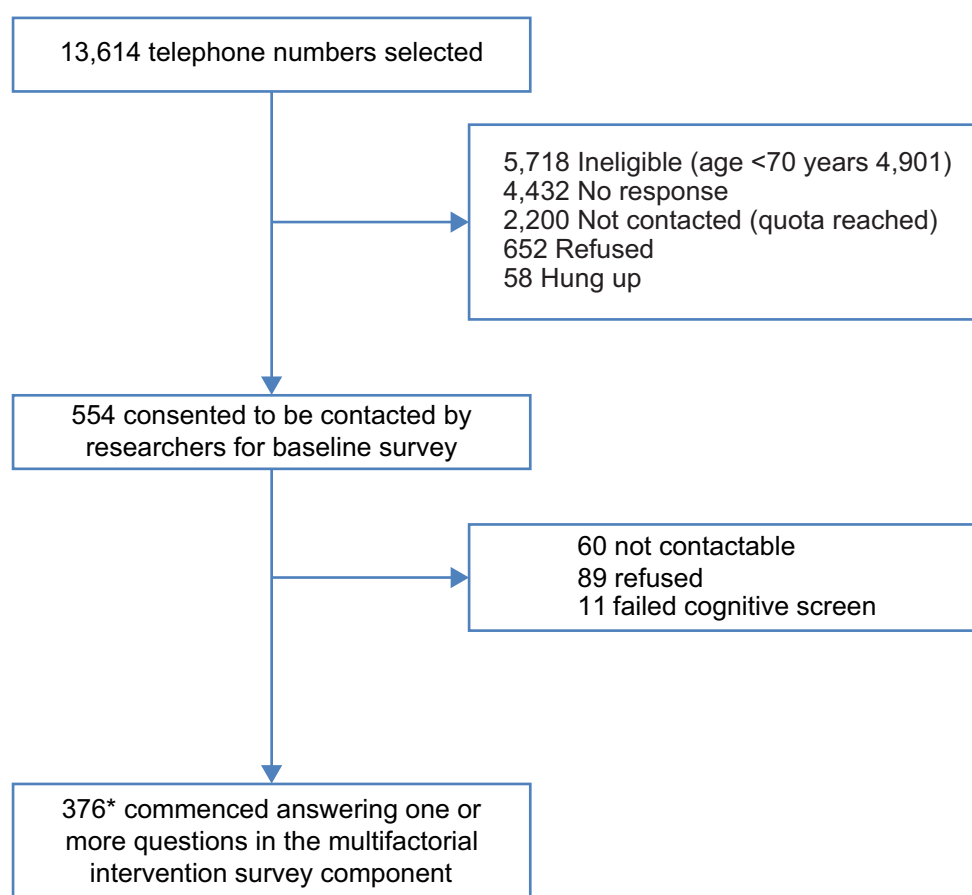 13,614 telephone numbers selected
5,718 Ineligible (age <70 years 4,901)
4,432 No response
2,200 Not contacted (quota reached)
652 Refused
58 Hung up
554 consented to be contacted by
researchers for baseline survey
60 not contactable
89 refused
11 failed cognitive screen
376* commenced answering one or
more questions in the multifactorial
intervention survey component